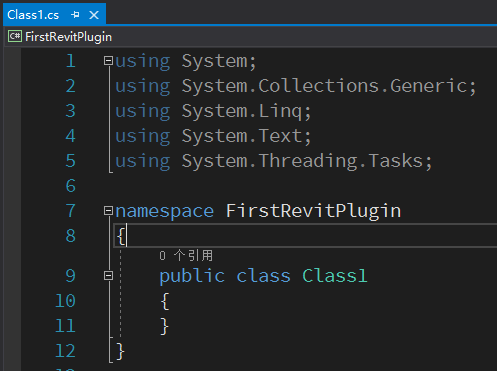 Class1.cs
C# FirstRevitPlugin
1 using System;
2 using System.Collections.Generic;
3 using System.Linq;
4 using System.Text;
5 using System.Threading.Tasks;
6
7 namespace FirstRevitPlugin
8 {
0 个引用
9 public class Class1
10 {
11 }
12 }